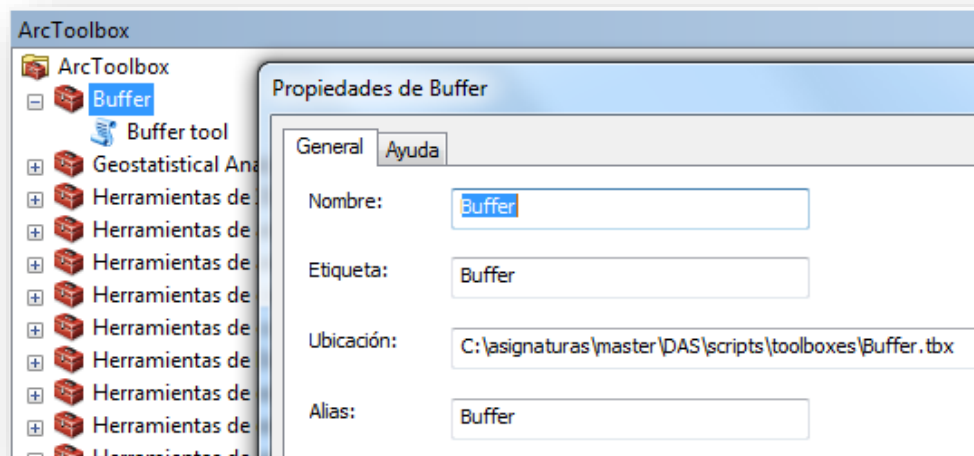 ArcToolbox
ArcToolbox
Buffer
Buffer tool
Geostatistical
Herramientas de
Herramientas de
Herramientas de
Herramientas de
Herramientas de
Herramientas de
Herramientas de
Herramientas de
Propiedades de Buffer
General Ayuda
Nombre: Buffer
Etiqueta: Buffer
Ubicación: C:\asignaturas\master\DAS\scripts\toolboxes\Buffer.tbx
Alias: Buffer